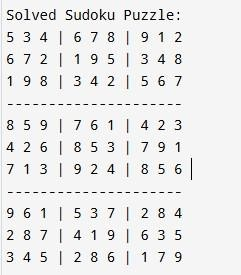 Solved Sudoku Puzzle:
5 3 4 | 6 7 8 | 9 1 2
6 7 2 | 1 9 5 | 3 4 8
1 9 8 | 3 4 2 | 5 6 7
---------------------
8 5 9 | 7 6 1 | 4 2 3
4 2 6 | 8 5 3 | 7 9 1
7 1 3 | 9 2 4 | 8 5 6
---------------------
9 6 1 | 5 3 7 | 2 8 4
2 8 7 | 4 1 9 | 6 3 5
3 4 5 | 2 8 6 | 1 7 9